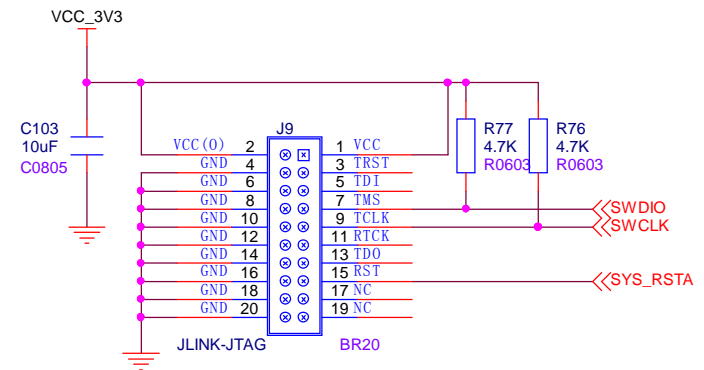 VCC_3V3
C103
10uF
C0805
J9
R77
4.7K
R0603
R76
4.7K
R0603
VCC(O) 2 1 VCC
GND 4 3 TRST
GND 6 5 TDI
GND 8 7 TMS
GND 10 9 TCLK
GND 12 11 RTCK
GND 14 13 TDO
GND 16 15 RST
GND 18 17 NC
GND 20 19 NC
SWDIO
SWCLK
SYS_RSTA
JLINK-JTAG BR20